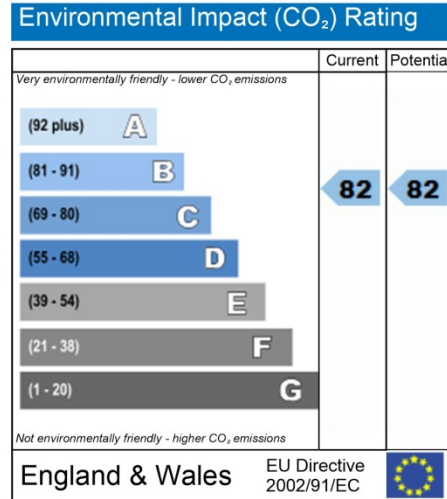 Environmental Impact (CO₂) Rating
Current Potential
Very environmentally friendly - lower CO₂ emissions
(92 plus) A
(81 - 91) B
(69 - 80) C
(55 - 68) D
(39 - 54) E
(21 - 38) F
(1 - 20) G
82 82
Not environmentally friendly - higher CO₂ emissions
England & Wales
EU Directive
2002/91/EC